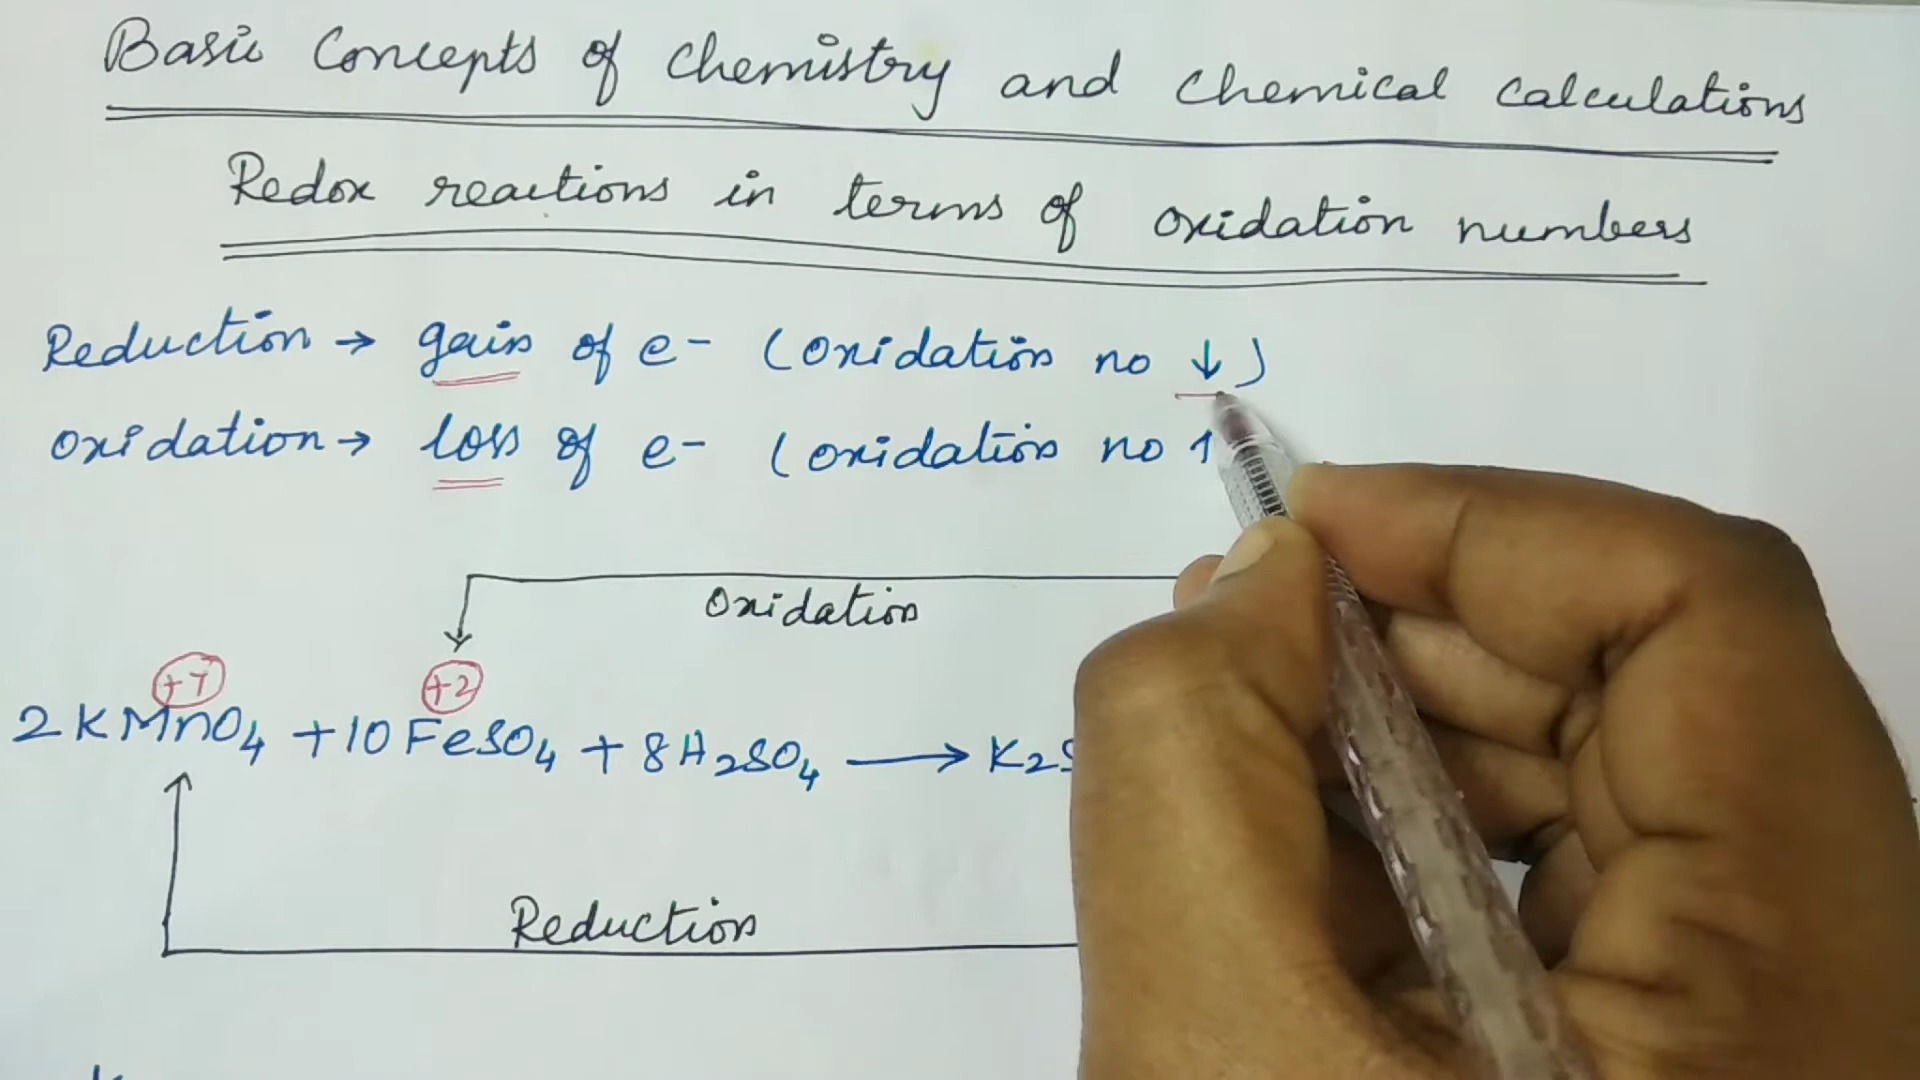 Basic Concepts of Chemistry and Chemical Calculations
Redox reactions in terms of oxidation numbers
Reduction → gain of e- (oxidation no ↓)
oxidation → loss of e- (oxidation no ↑
Oxidation
+7 +2
2KMnO₄ + 10FeSO₄ + 8H₂SO₄ ⟶ K₂S
Reduction